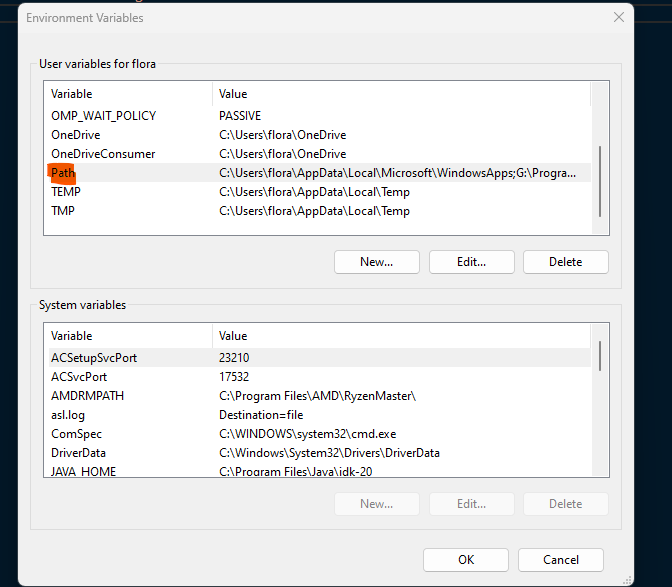 Environment Variables
User variables for flora
Variable Value
OMP_WAIT_POLICY PASSIVE
OneDrive C:\Users\flora\OneDrive
OneDriveConsumer C:\Users\flora\OneDrive
Path C:\Users\flora\AppData\Local\Microsoft\WindowsApps;G:\Progra...
TEMP C:\Users\flora\AppData\Local\Temp
TMP C:\Users\flora\AppData\Local\Temp
New... Edit... Delete
System variables
Variable Value
ACSetupSvcPort 23210
ACSvcPort 17532
AMDRMPATH C:\Program Files\AMD\RyzenMaster\
asl.log Destination=file
ComSpec C:\WINDOWS\system32\cmd.exe
DriverData C:\Windows\System32\Drivers\DriverData
JAVA_HOME C:\Program Files\Java\jdk-20
New... Edit... Delete
OK Cancel